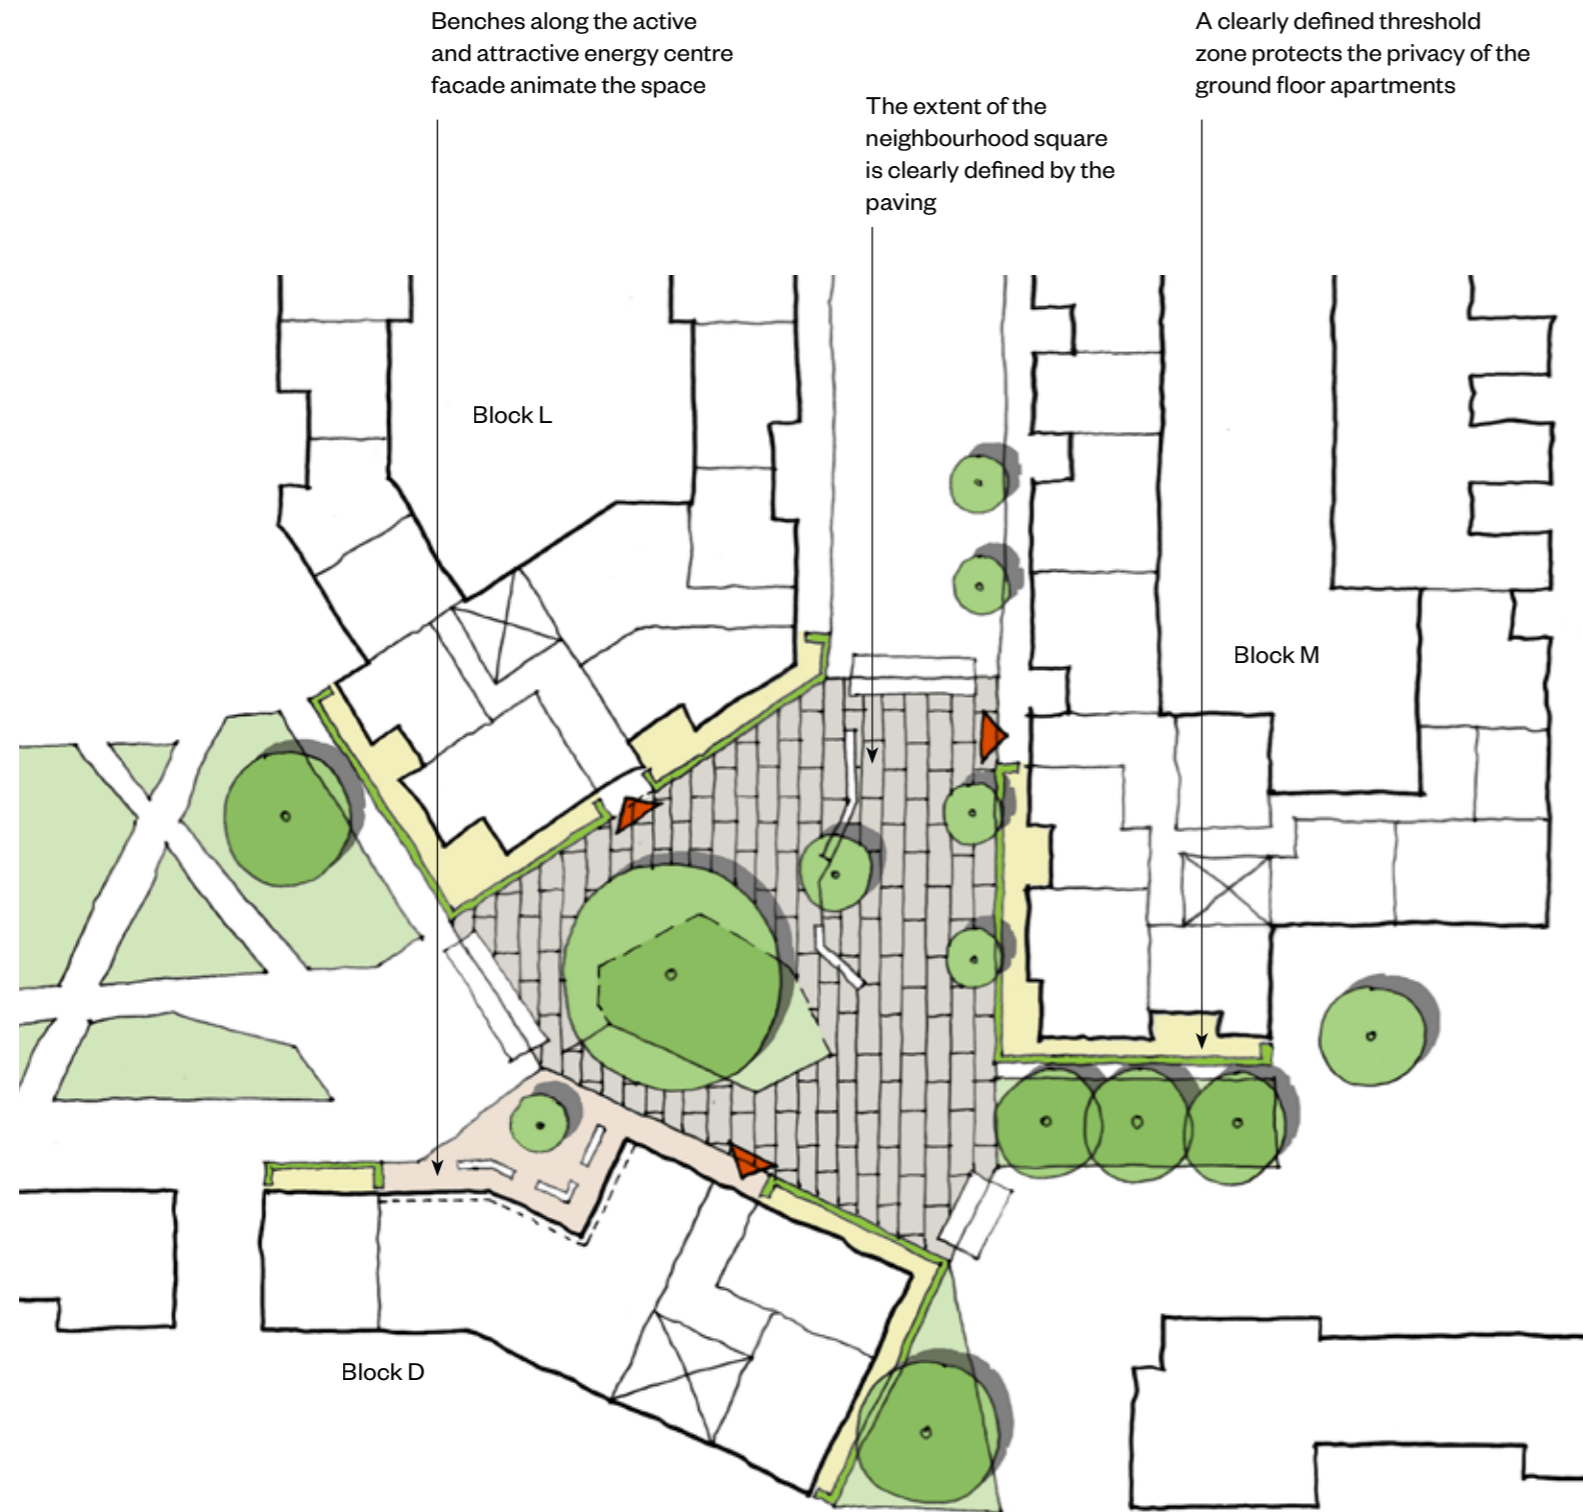 Benches along the active
and attractive energy centre
facade animate the space
The extent of the
neighbourhood square
is clearly defined by the
paving
A clearly defined threshold
zone protects the privacy of the
ground floor apartments
Block L
Block M
Block D